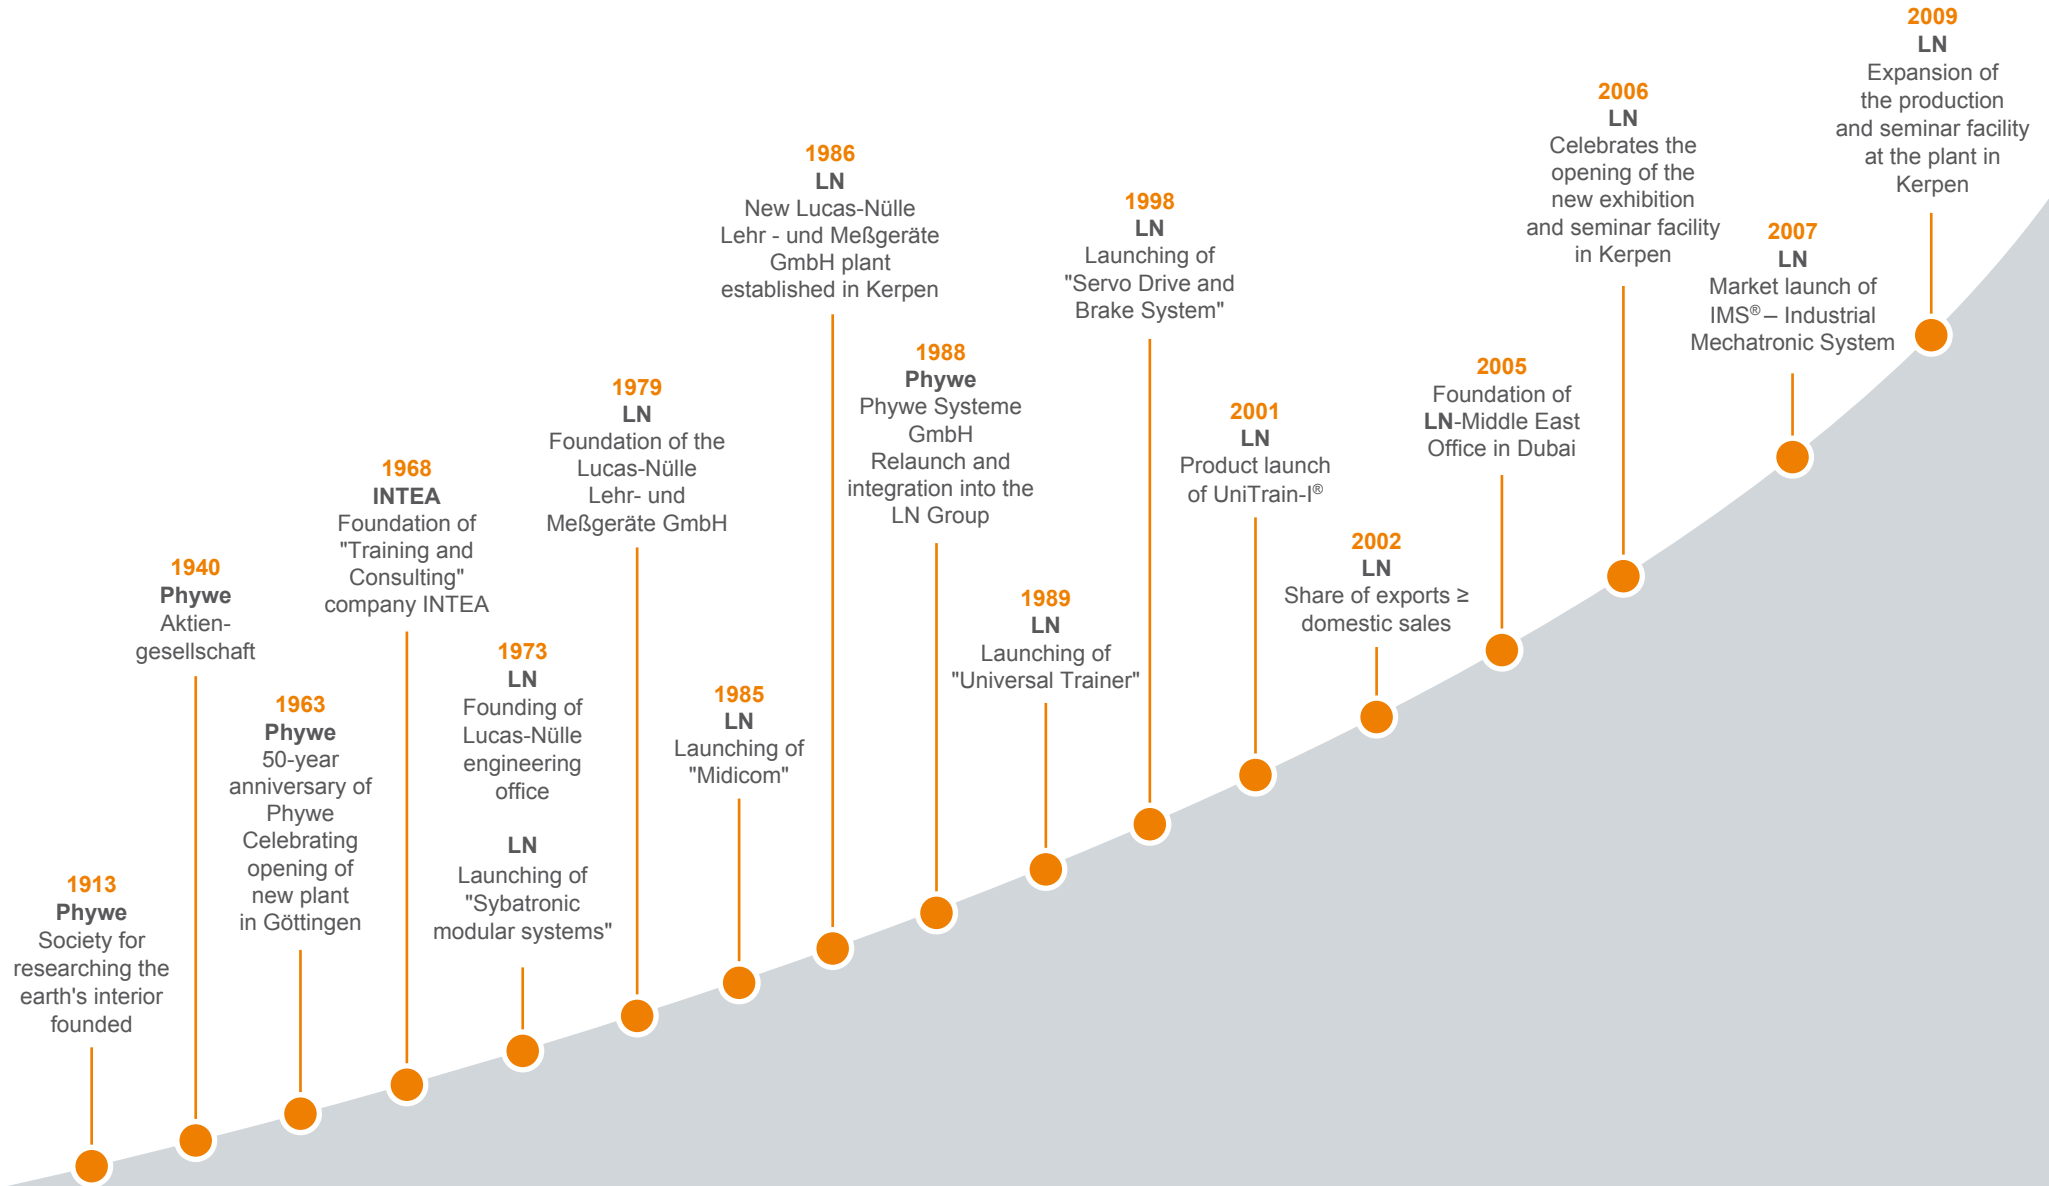 1913
Phywe
Society for
researching the
earth's interior
founded
1940
Phywe
Aktien-
gesellschaft
1963
Phywe
50-year
anniversary of
Phywe
Celebrating
opening of
new plant
in Göttingen
1968
INTEA
Foundation of
"Training and
Consulting"
company INTEA
1973
LN
Founding of
Lucas-Nülle
engineering
office
LN
Launching of
"Sybatronic
modular systems"
1979
LN
Foundation of the
Lucas-Nülle
Lehr- und
Meßgeräte GmbH
1985
LN
Launching of
"Midicom"
1986
LN
New Lucas-Nülle
Lehr - und Meßgeräte
GmbH plant
established in Kerpen
1988
Phywe
Phywe Systeme
GmbH
Relaunch and
integration into the
LN Group
1989
LN
Launching of
"Universal Trainer"
1998
LN
Launching of
"Servo Drive and
Brake System"
2001
LN
Product launch
of UniTrain-I®
2002
LN
Share of exports ≥
domestic sales
2005
Foundation of
LN-Middle East
Office in Dubai
2006
LN
Celebrates the
opening of the
new exhibition
and seminar facility
in Kerpen
2007
LN
Market launch of
IMS® – Industrial
Mechatronic System
2009
LN
Expansion of
the production
and seminar facility
at the plant in
Kerpen